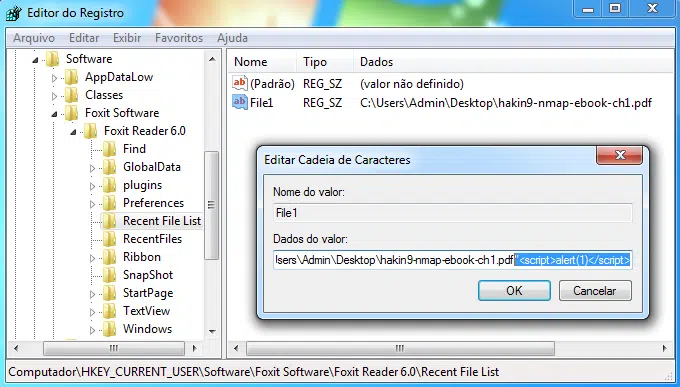 Editor do Registro
Arquivo Editar Exibir Favoritos Ajuda
Software
AppDataLow
Classes
Foxit Software
Foxit Reader 6.0
Find
GlobalData
plugins
Preferences
Recent File List
RecentFiles
Ribbon
SnapShot
StartPage
TextView
Windows
Nome Tipo Dados
(Padrão) REG_SZ (valor não definido)
File1 REG_SZ C:\Users\Admin\Desktop\hakin9-nmap-ebook-ch1.pdf
Editar Cadeia de Caracteres
Nome do valor:
File1
Dados do valor:
Isers\Admin\Desktop\hakin9-nmap-ebook-ch1.pdf"<script>alert(1)</script>
OK Cancelar
Computador\HKEY_CURRENT_USER\Software\Foxit Software\Foxit Reader 6.0\Recent File List